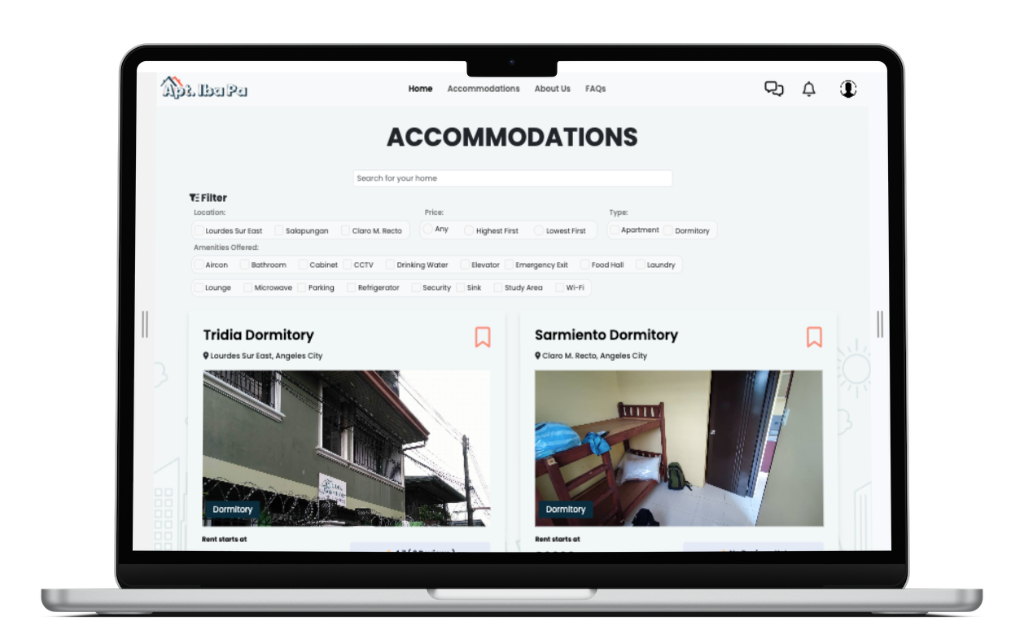 Apt. Iba Pa
Home Accommodations About Us FAQs
ACCOMMODATIONS
Search for your home
Filter
Location: Price: Type:
Lourdes Sur East Salapungan Claro M. Recto Any Highest First Lowest First Apartment Dormitory
Amenities Offered:
Aircon Bathroom Cabinet CCTV Drinking Water Elevator Emergency Exit Food Hall Laundry
Lounge Microwave Parking Refrigerator Security Sink Study Area Wi-Fi
Tridia Dormitory
Lourdes Sur East, Angeles City
Dormitory
Rent starts at
Sarmiento Dormitory
Claro M. Recto, Angeles City
Dormitory
Rent starts at